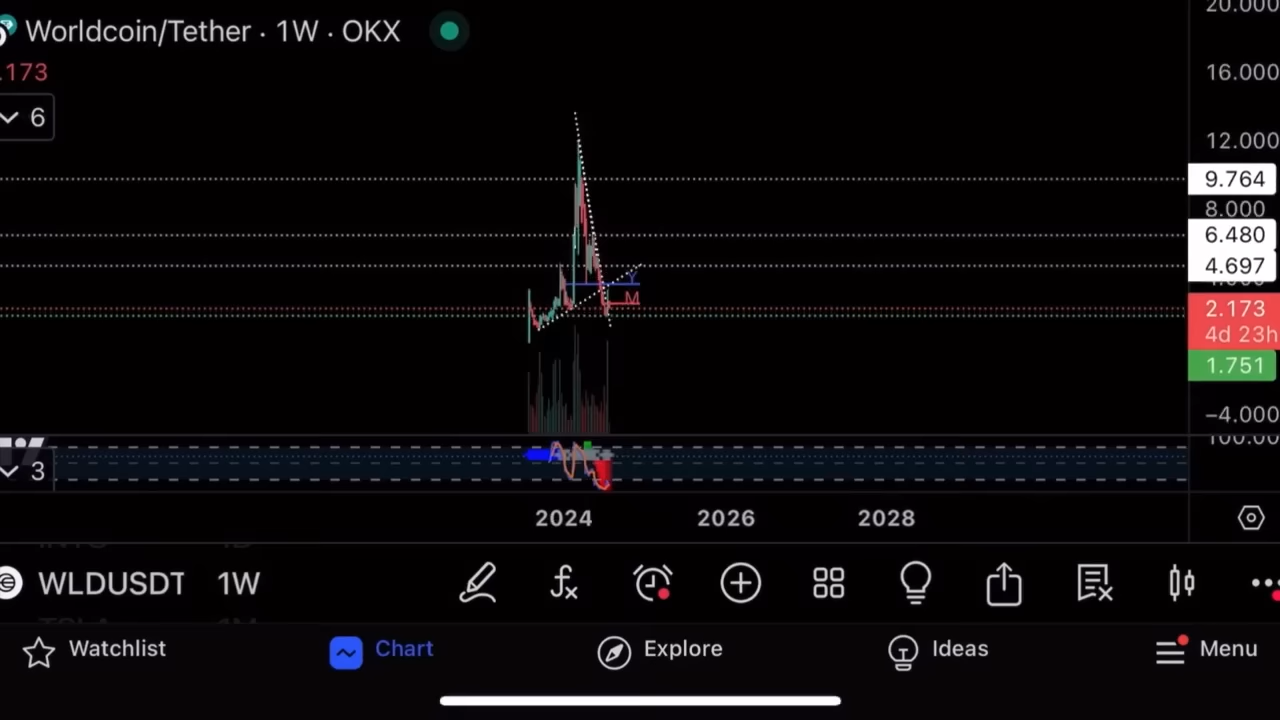 20.000
Worldcoin/Tether · 1W · OKX
.173
16.000
6
12.000
9.764
8.000
6.480
4.697
Y
M
2.173
4d 23h
1.751
−4.000
100.00
3
2024 2026 2028
WLDUSDT 1W
Watchlist Chart Explore Ideas Menu